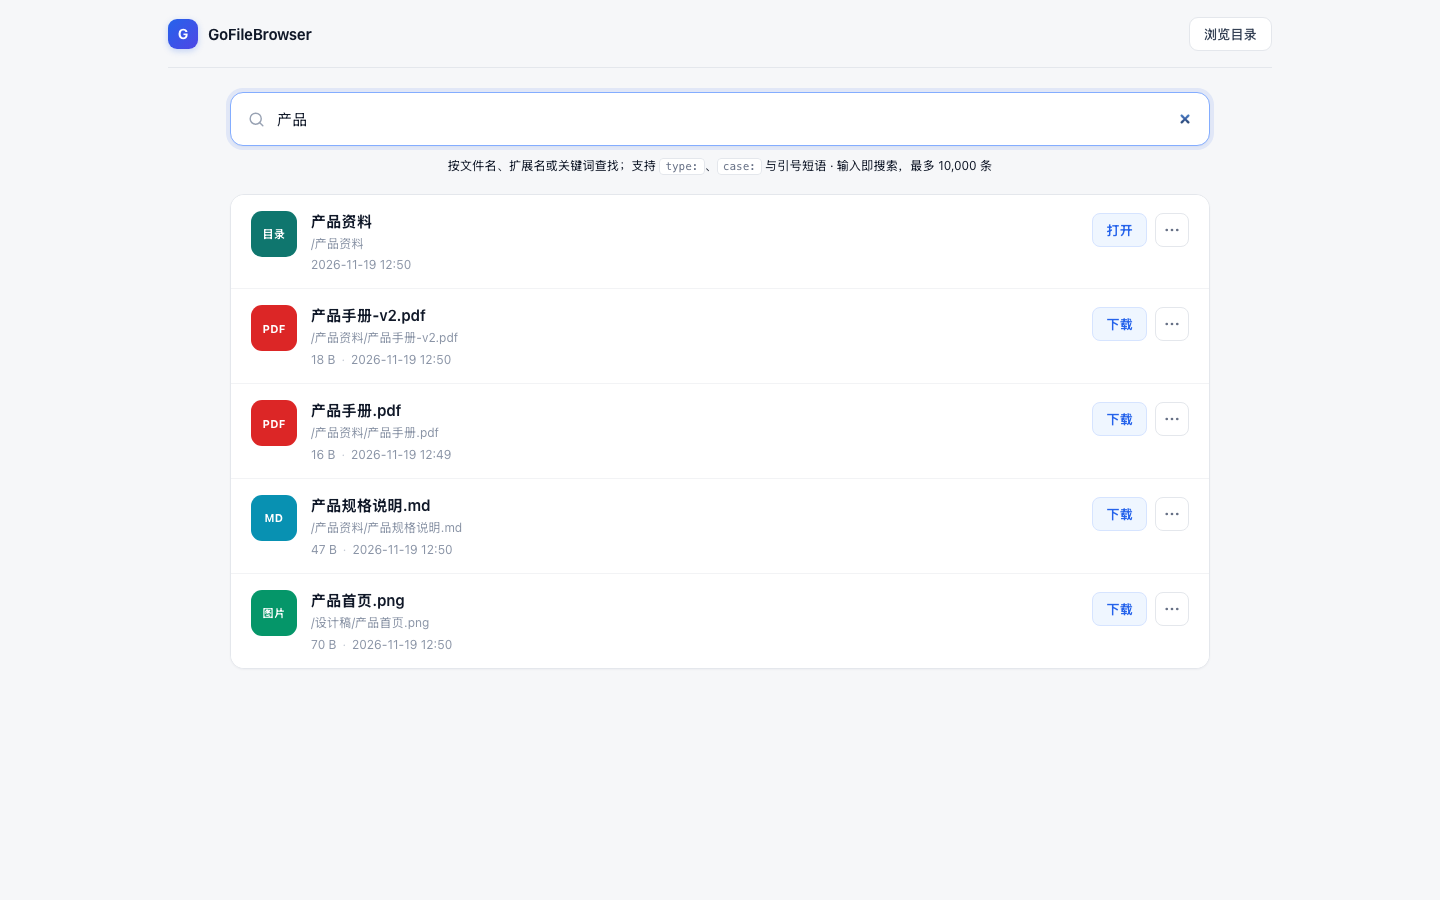 G GoFileBrowser 浏览目录
产品
按文件名、扩展名或关键词查找；支持 type: 、 case: 与引号短语 · 输入即搜索，最多 10,000 条
目录 产品资料 打开 ···
/产品资料
2026-11-19 12:50
PDF 产品手册-v2.pdf 下载 ···
/产品资料/产品手册-v2.pdf
18 B · 2026-11-19 12:50
PDF 产品手册.pdf 下载 ···
/产品资料/产品手册.pdf
16 B · 2026-11-19 12:49
MD 产品规格说明.md 下载 ···
/产品资料/产品规格说明.md
47 B · 2026-11-19 12:50
图片 产品首页.png 下载 ···
/设计稿/产品首页.png
70 B · 2026-11-19 12:50